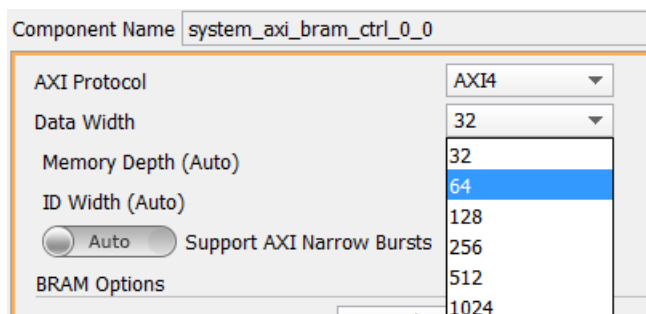 Component Name system_axi_bram_ctrl_0_0
AXI Protocol AXI4
Data Width 32
32
Memory Depth (Auto)
64
ID Width (Auto)
128
Auto Support AXI Narrow Bursts
256
512
BRAM Options
1024